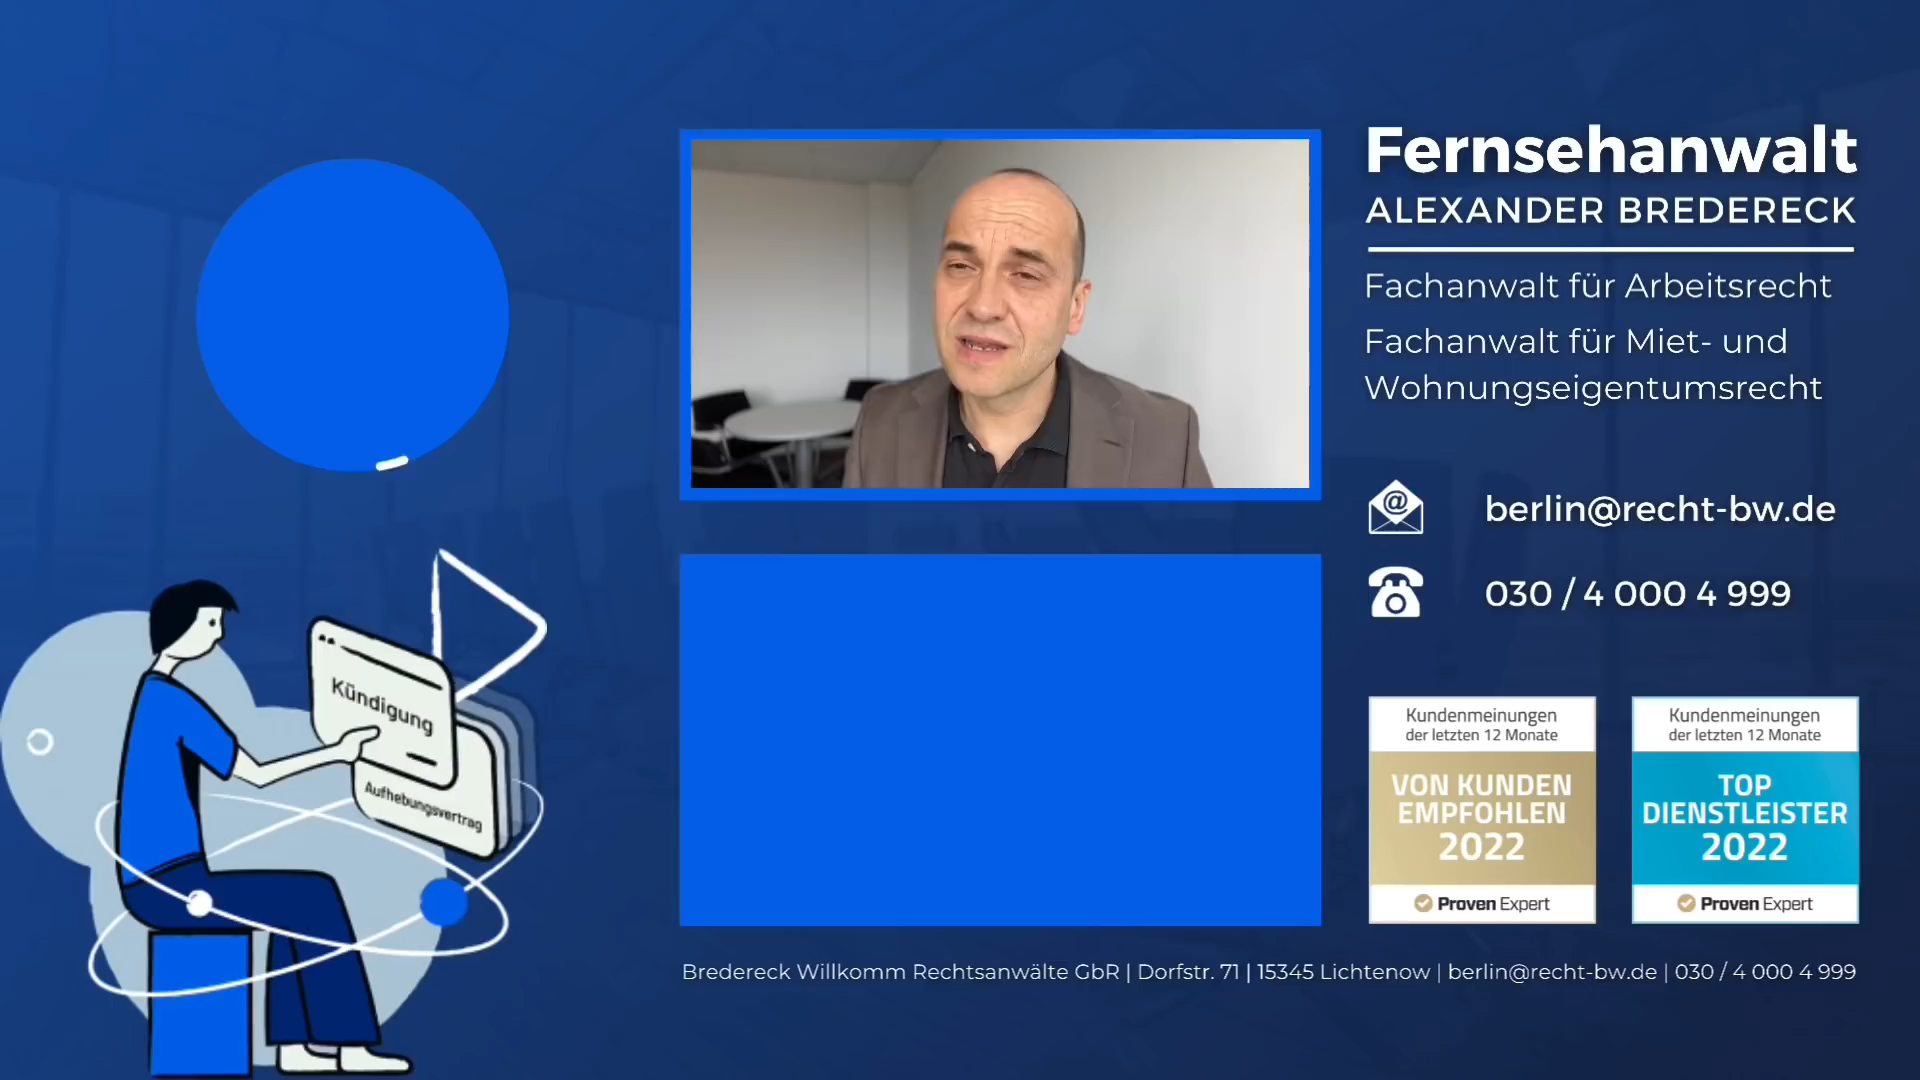 Fernsehanwalt
ALEXANDER BREDERECK
Fachanwalt für Arbeitsrecht
Fachanwalt für Miet- und
Wohnungseigentumsrecht
berlin@recht-bw.de
030 / 4 000 4 999
Kündigung
Aufhebungsvertrag
Kundenmeinungen
der letzten 12 Monate
VON KUNDEN
EMPFOHLEN
2022
Proven Expert
Kundenmeinungen
der letzten 12 Monate
TOP
DIENSTLEISTER
2022
Proven Expert
Bredereck Willkomm Rechtsanwälte GbR | Dorfstr. 71 | 15345 Lichtenow | berlin@recht-bw.de | 030 / 4 000 4 999